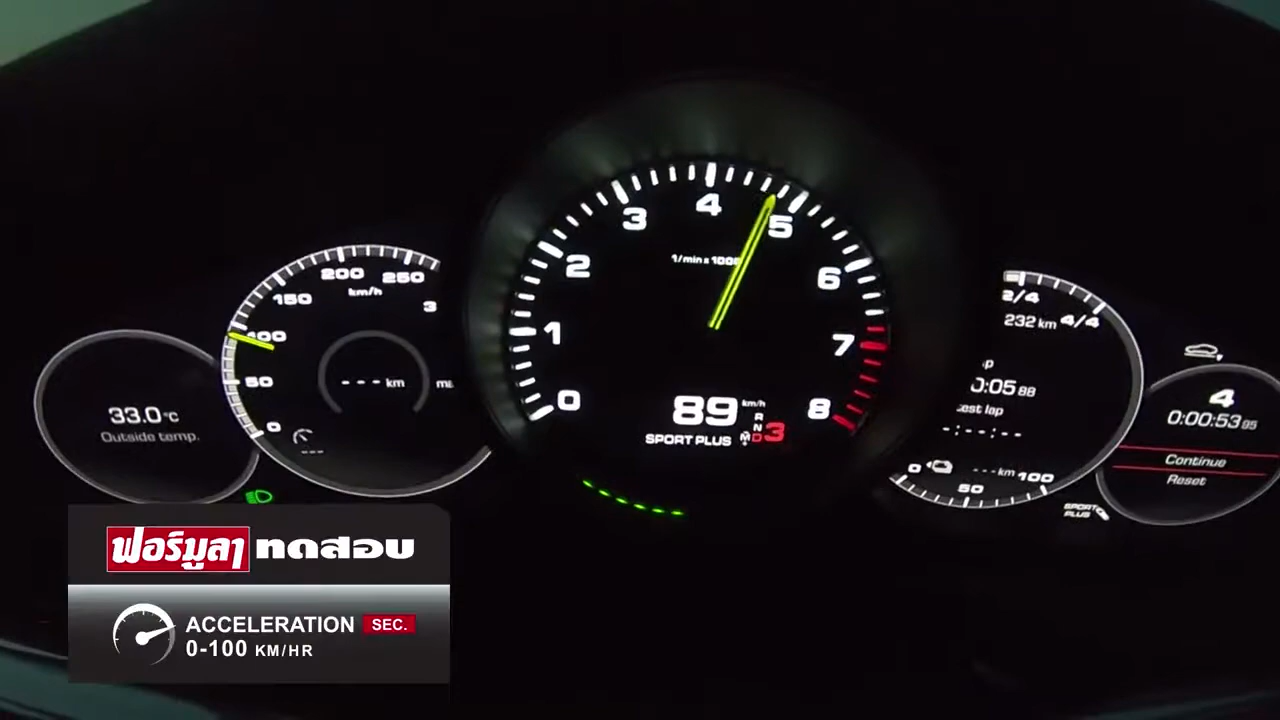 33.0 °C
Outside temp.
200
250
150
km/h
3
100
50
0
--- km
---
4
3
5
2
6
1
7
0
8
1/min x 1000
89 km/h
R
N
D 3
M
SPORT PLUS
2/4
232 km 4/4
0:05 88
-:--:--
0
--- km 100
50
SPORT
PLUS
4
0:00:53 95
Continue
Reset
ฟอร์มูลา ทดสอบ
ACCELERATION SEC.
0-100 KM/HR